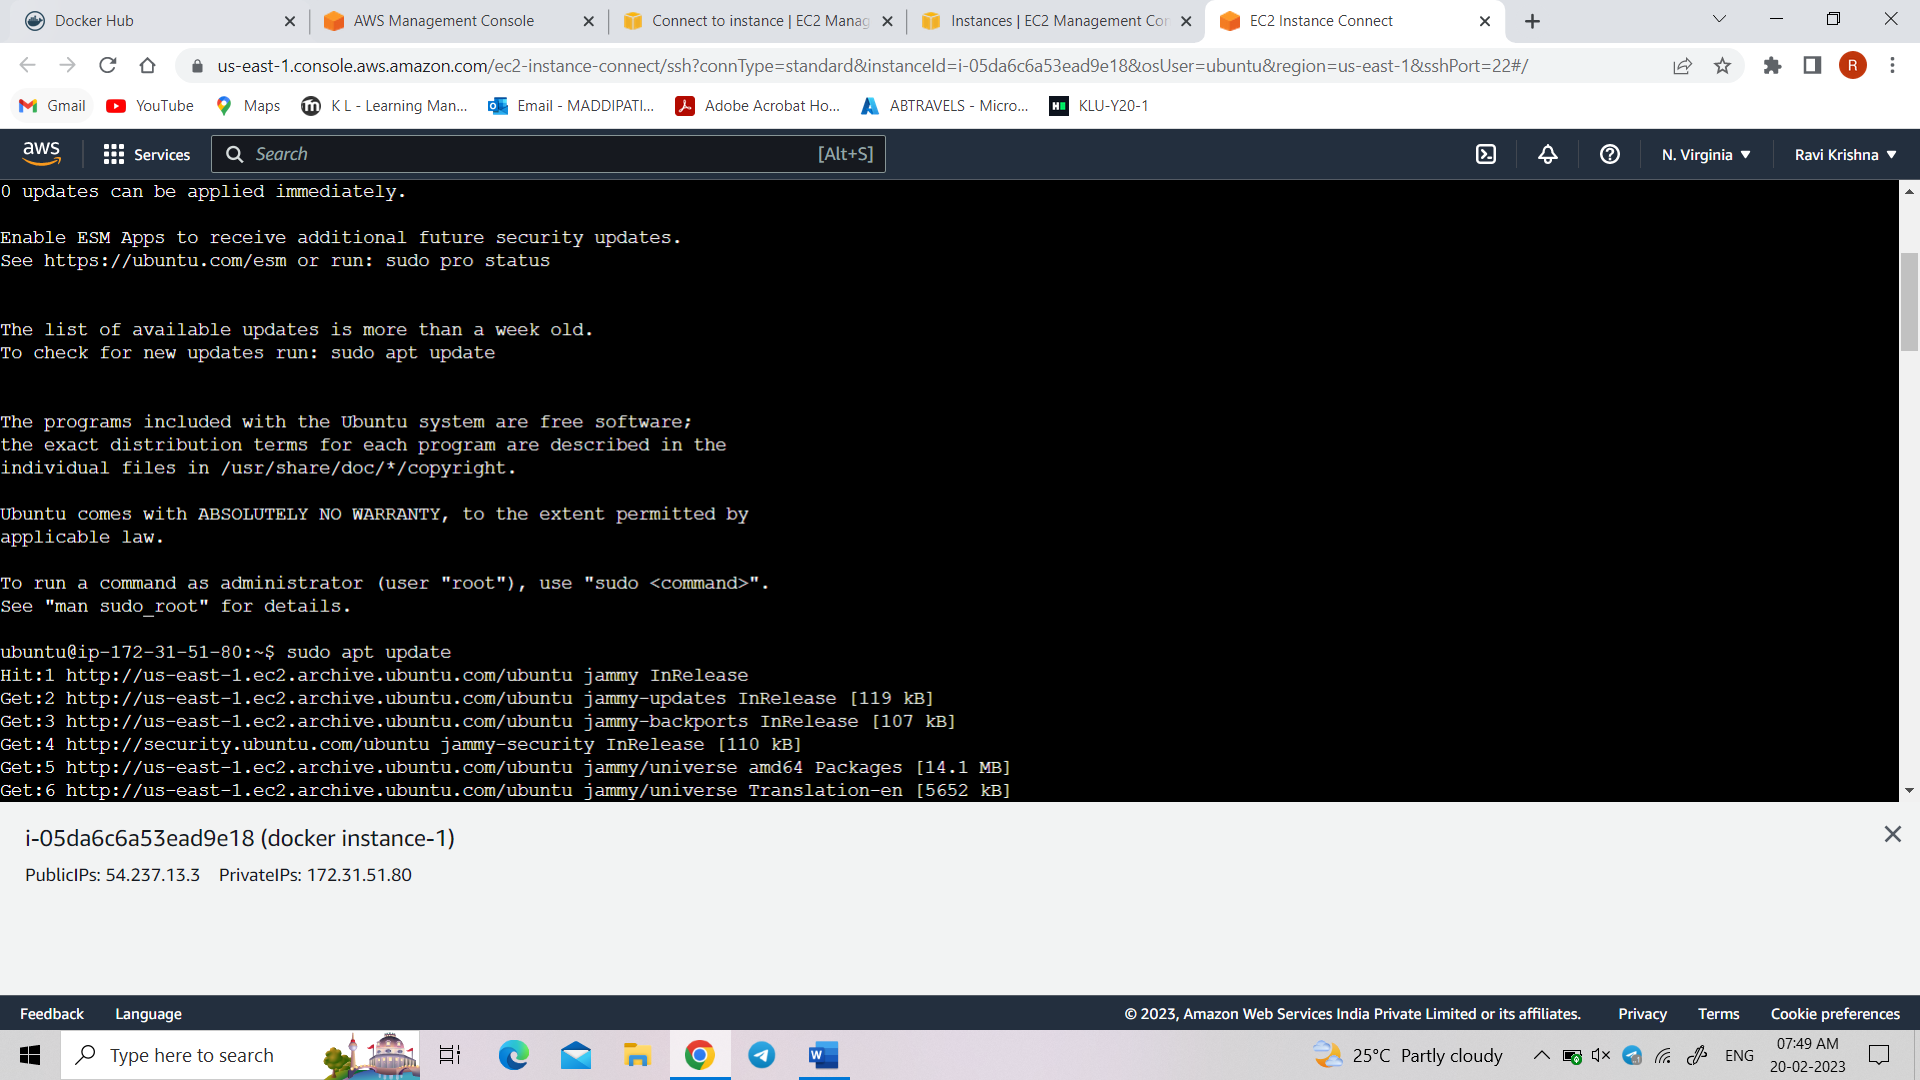 Docker Hub
AWS Management Console
Connect to instance | EC2 Manag
Instances | EC2 Management Con
EC2 Instance Connect
us-east-1.console.aws.amazon.com/ec2-instance-connect/ssh?connType=standard&instanceId=i-05da6c6a53ead9e18&osUser=ubuntu&region=us-east-1&sshPort=22#/
R
Gmail
YouTube
Maps
K L - Learning Man...
Email - MADDIPATI...
Adobe Acrobat Ho...
ABTRAVELS - Micro...
KLU-Y20-1
aws
Services
Search
[Alt+S]
N. Virginia
Ravi Krishna
0 updates can be applied immediately.
Enable ESM Apps to receive additional future security updates.
See https://ubuntu.com/esm or run: sudo pro status
The list of available updates is more than a week old.
To check for new updates run: sudo apt update
The programs included with the Ubuntu system are free software;
the exact distribution terms for each program are described in the
individual files in /usr/share/doc/*/copyright.
Ubuntu comes with ABSOLUTELY NO WARRANTY, to the extent permitted by
applicable law.
To run a command as administrator (user "root"), use "sudo <command>".
See "man sudo_root" for details.
ubuntu@ip-172-31-51-80:~$ sudo apt update
Hit:1 http://us-east-1.ec2.archive.ubuntu.com/ubuntu jammy InRelease
Get:2 http://us-east-1.ec2.archive.ubuntu.com/ubuntu jammy-updates InRelease [119 kB]
Get:3 http://us-east-1.ec2.archive.ubuntu.com/ubuntu jammy-backports InRelease [107 kB]
Get:4 http://security.ubuntu.com/ubuntu jammy-security InRelease [110 kB]
Get:5 http://us-east-1.ec2.archive.ubuntu.com/ubuntu jammy/universe amd64 Packages [14.1 MB]
Get:6 http://us-east-1.ec2.archive.ubuntu.com/ubuntu jammy/universe Translation-en [5652 kB]
i-05da6c6a53ead9e18 (docker instance-1)
PublicIPs: 54.237.13.3 PrivateIPs: 172.31.51.80
Feedback
Language
© 2023, Amazon Web Services India Private Limited or its affiliates.
Privacy
Terms
Cookie preferences
Type here to search
25°C Partly cloudy
ENG
07:49 AM
20-02-2023